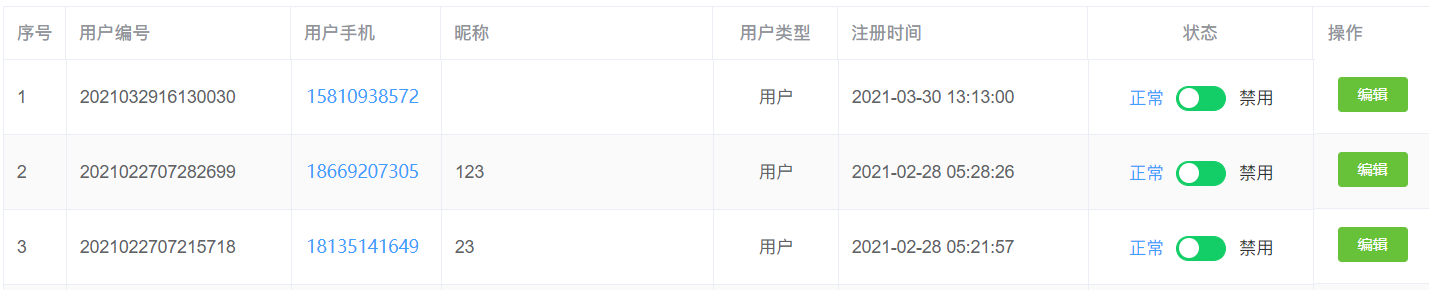 序号 用户编号 用户手机 昵称 用户类型 注册时间 状态 操作
1 2021032916130030 15810938572 用户 2021-03-30 13:13:00 正常 禁用 编辑
2 2021022707282699 18669207305 123 用户 2021-02-28 05:28:26 正常 禁用 编辑
3 2021022707215718 18135141649 23 用户 2021-02-28 05:21:57 正常 禁用 编辑